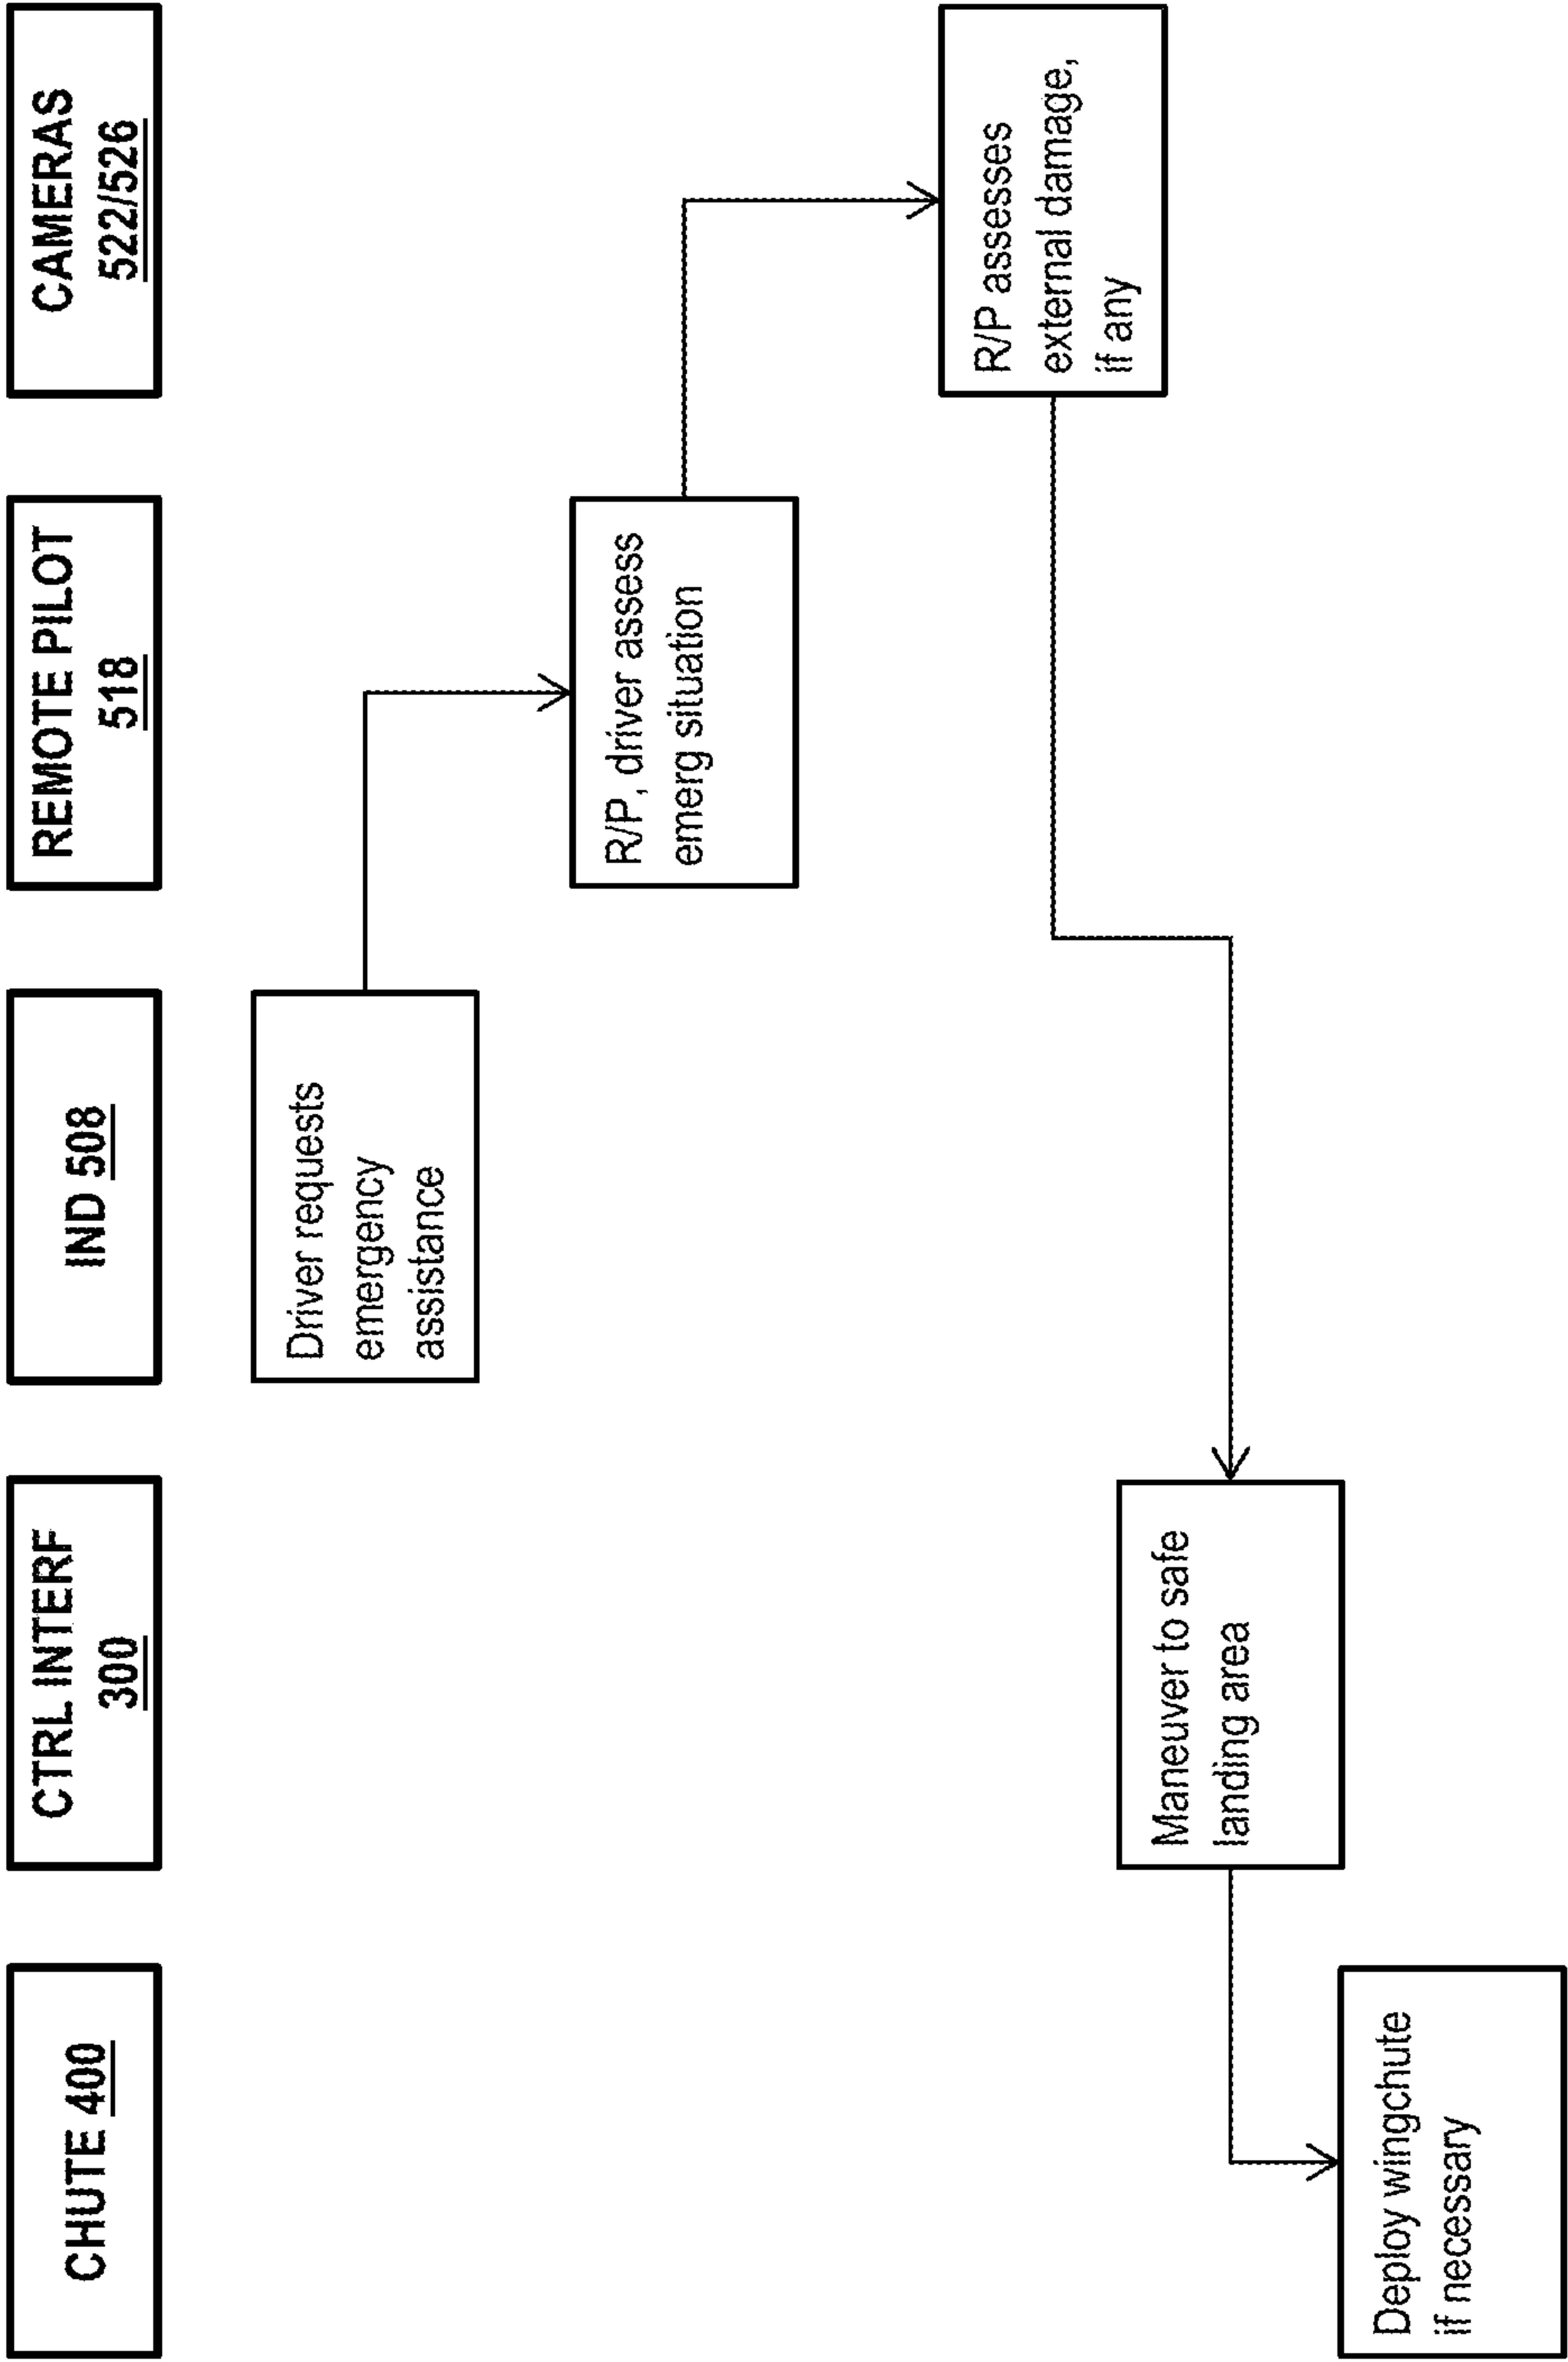 CHUTE 400
CTRL INTERF
300
IND 508
REMOTE PILOT
518
CAMERAS
522/526
Driver requests
emergency
assistance
R/P, driver assess
emerg situation
R/P assesses
external damage,
if any
Maneuver to safe
landing area
Deploy wingchute
if necessary